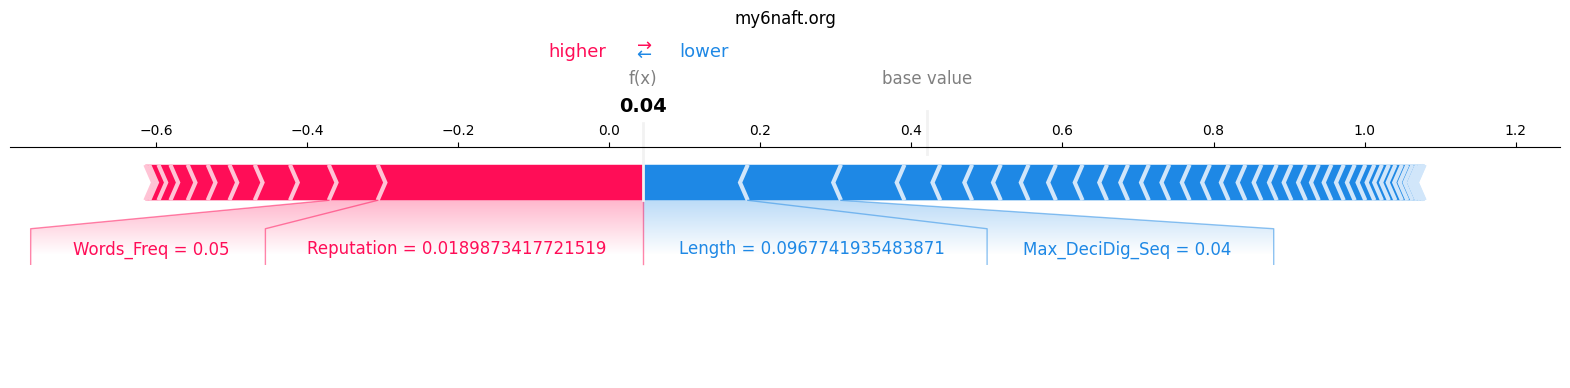 my6naft.org
higher → ← lower
f(x) base value
0.04
−0.6 −0.4 −0.2 0.0 0.2 0.4 0.6 0.8 1.0 1.2
Words_Freq = 0.05 Reputation = 0.0189873417721519 Length = 0.0967741935483871 Max_DeciDig_Seq = 0.04